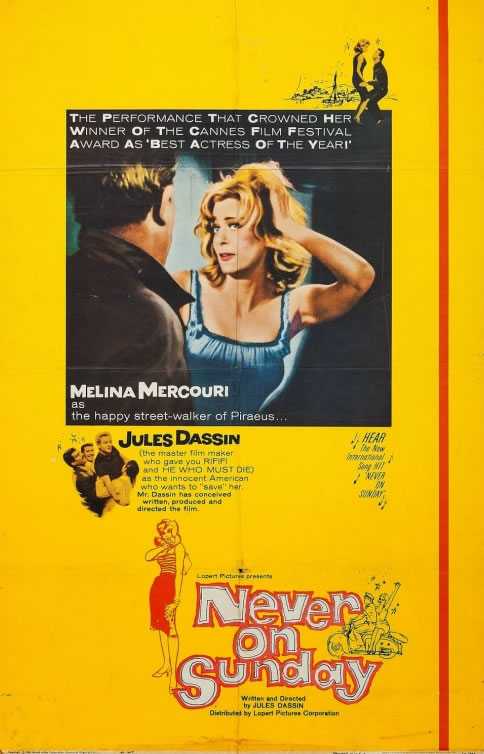 THE PERFORMANCE THAT CROWNED HER
WINNER OF THE CANNES FILM FESTIVAL
AWARD AS 'BEST ACTRESS OF THE YEAR!'
MELINA MERCOURI
as
the happy street-walker of Piraeus...
JULES DASSIN
(the master film maker
who gave you RIFIFI
and HE WHO MUST DIE)
as the innocent American
who wants to "save" her.
Mr. Dassin has conceived
written, produced and
directed the film.
HEAR
The New
International
Song HIT
'NEVER
ON
SUNDAY'
Lopert Pictures presents
Never
on
Sunday
Written and Directed
by JULES DASSIN
Distributed by Lopert Pictures Corporation